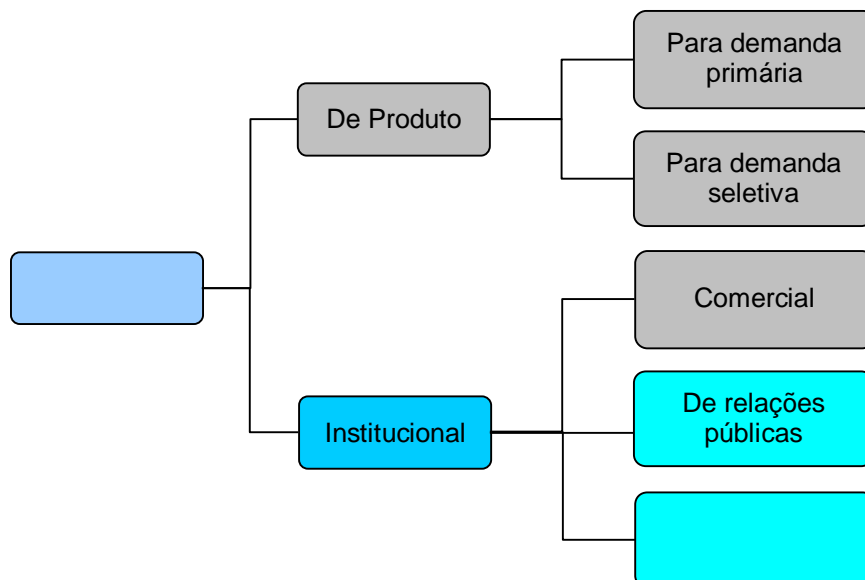 Para demanda
primária
De Produto
Para demanda
seletiva
Comercial
Institucional
De relações
públicas